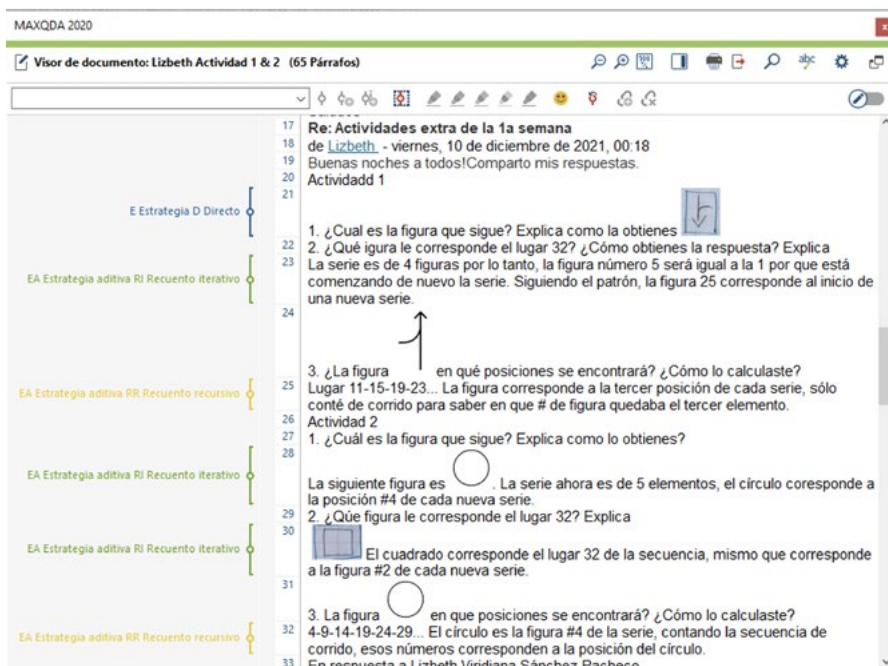 MAXQDA 2020
Visor de documento: Lizbeth Actividad 1 & 2 (65 Párrafos)
17 Re: Actividades extra de la 1a semana
18 de Lizbeth - viernes, 10 de diciembre de 2021, 00:18
19 Buenas noches a todos!Comparto mis respuestas.
20 Actividadd 1
21
E Estrategia D Directo
1. ¿Cual es la figura que sigue? Explica como la obtienes
22 2. ¿Qué igura le corresponde el lugar 32? ¿Cómo obtienes la respuesta? Explica
23 La serie es de 4 figuras por lo tanto, la figura número 5 será igual a la 1 por que está
EA Estrategia aditiva RI Recuento iterativo
comenzando de nuevo la serie. Siguiendo el patrón, la figura 25 corresponde al inicio de
una nueva serie.
24
3. ¿La figura en qué posiciones se encontrará? ¿Cómo lo calculaste?
25 Lugar 11-15-19-23... La figura corresponde a la tercer posición de cada serie, sólo
EA Estrategia aditiva RR Recuento recursivo
conté de corrido para saber en que # de figura quedaba el tercer elemento.
26 Actividad 2
27 1. ¿Cuál es la figura que sigue? Explica como lo obtienes?
28
EA Estrategia aditiva RI Recuento iterativo
La siguiente figura es . La serie ahora es de 5 elementos, el círculo coresponde a
la posición #4 de cada nueva serie.
29 2. ¿Qúe figura le corresponde el lugar 32? Explica
30
EA Estrategia aditiva RI Recuento iterativo
El cuadrado corresponde el lugar 32 de la secuencia, mismo que corresponde
a la figura #2 de cada nueva serie.
31
3. La figura en que posiciones se encontrará? ¿Cómo lo calculaste?
32 4-9-14-19-24-29... El círculo es la figura #4 de la serie, contando la secuencia de
EA Estrategia aditiva RR Recuento recursivo
corrido, esos números corresponden a la posición del círculo.
33 En respuesta a Lizbeth Viridiana Sánchez Pacheco